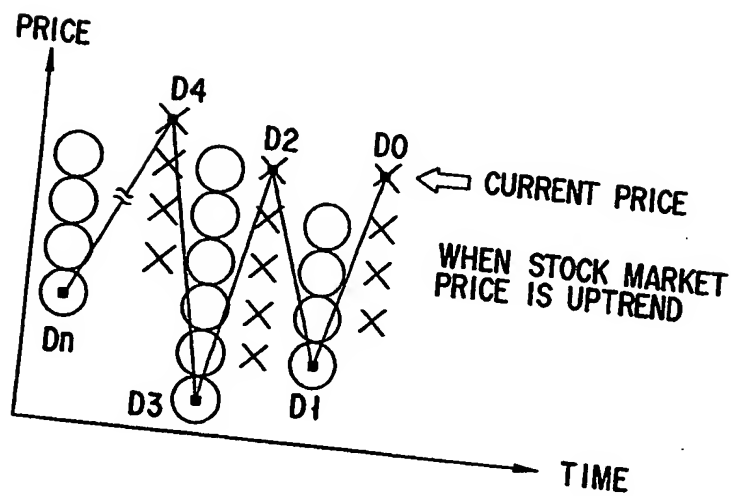 PRICE
D4
D2
D0
CURRENT PRICE
WHEN STOCK MARKET
PRICE IS UPTREND
Dn
D3
D1
TIME